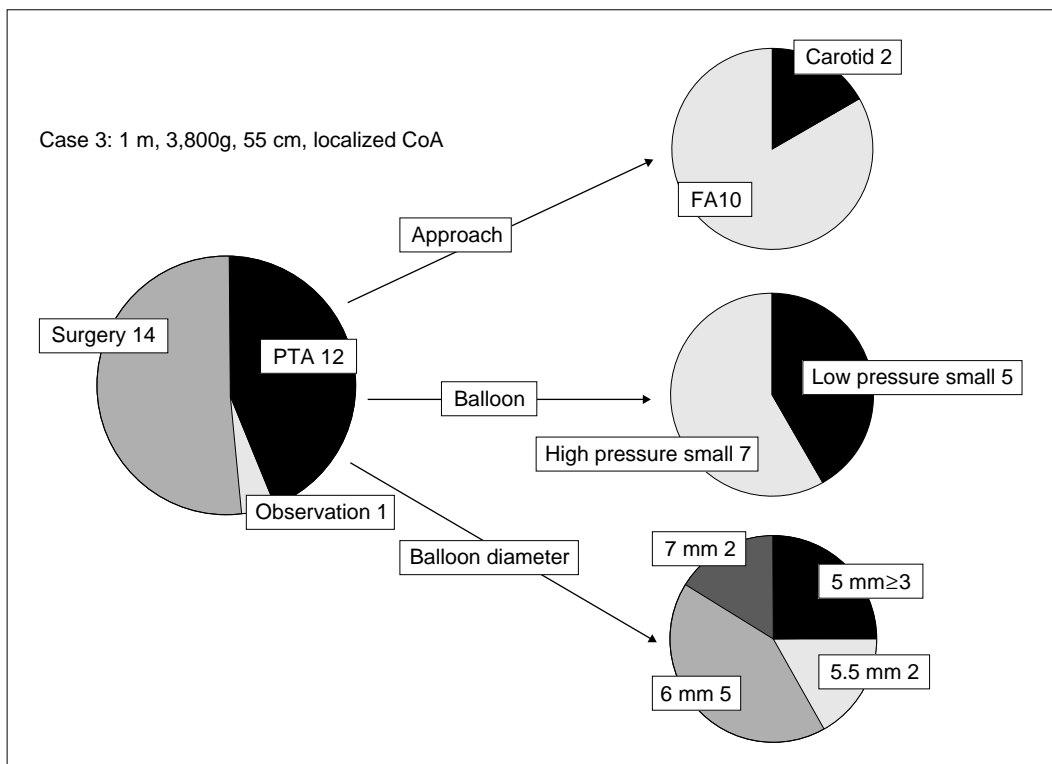 Case 3: 1 m, 3,800g, 55 cm, localized CoA
Surgery 14
PTA 12
Observation 1
Approach
Carotid 2
FA10
Balloon
Low pressure small 5
High pressure small 7
Balloon diameter
7 mm 2
5 mm≥3
5.5 mm 2
6 mm 5